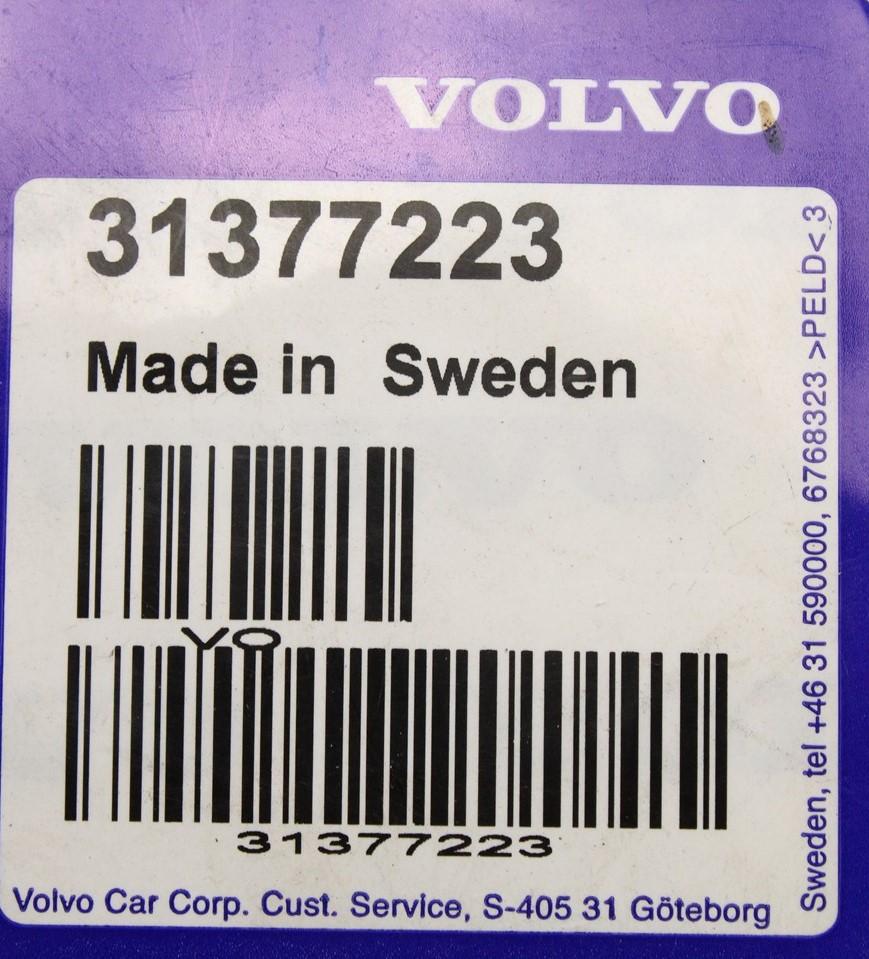 VOLVO
31377223
Made in Sweden
VO
31377223
Volvo Car Corp. Cust. Service, S-405 31 Göteborg
Sweden, tel +46 31 590000, 6768323 >PELD< 3